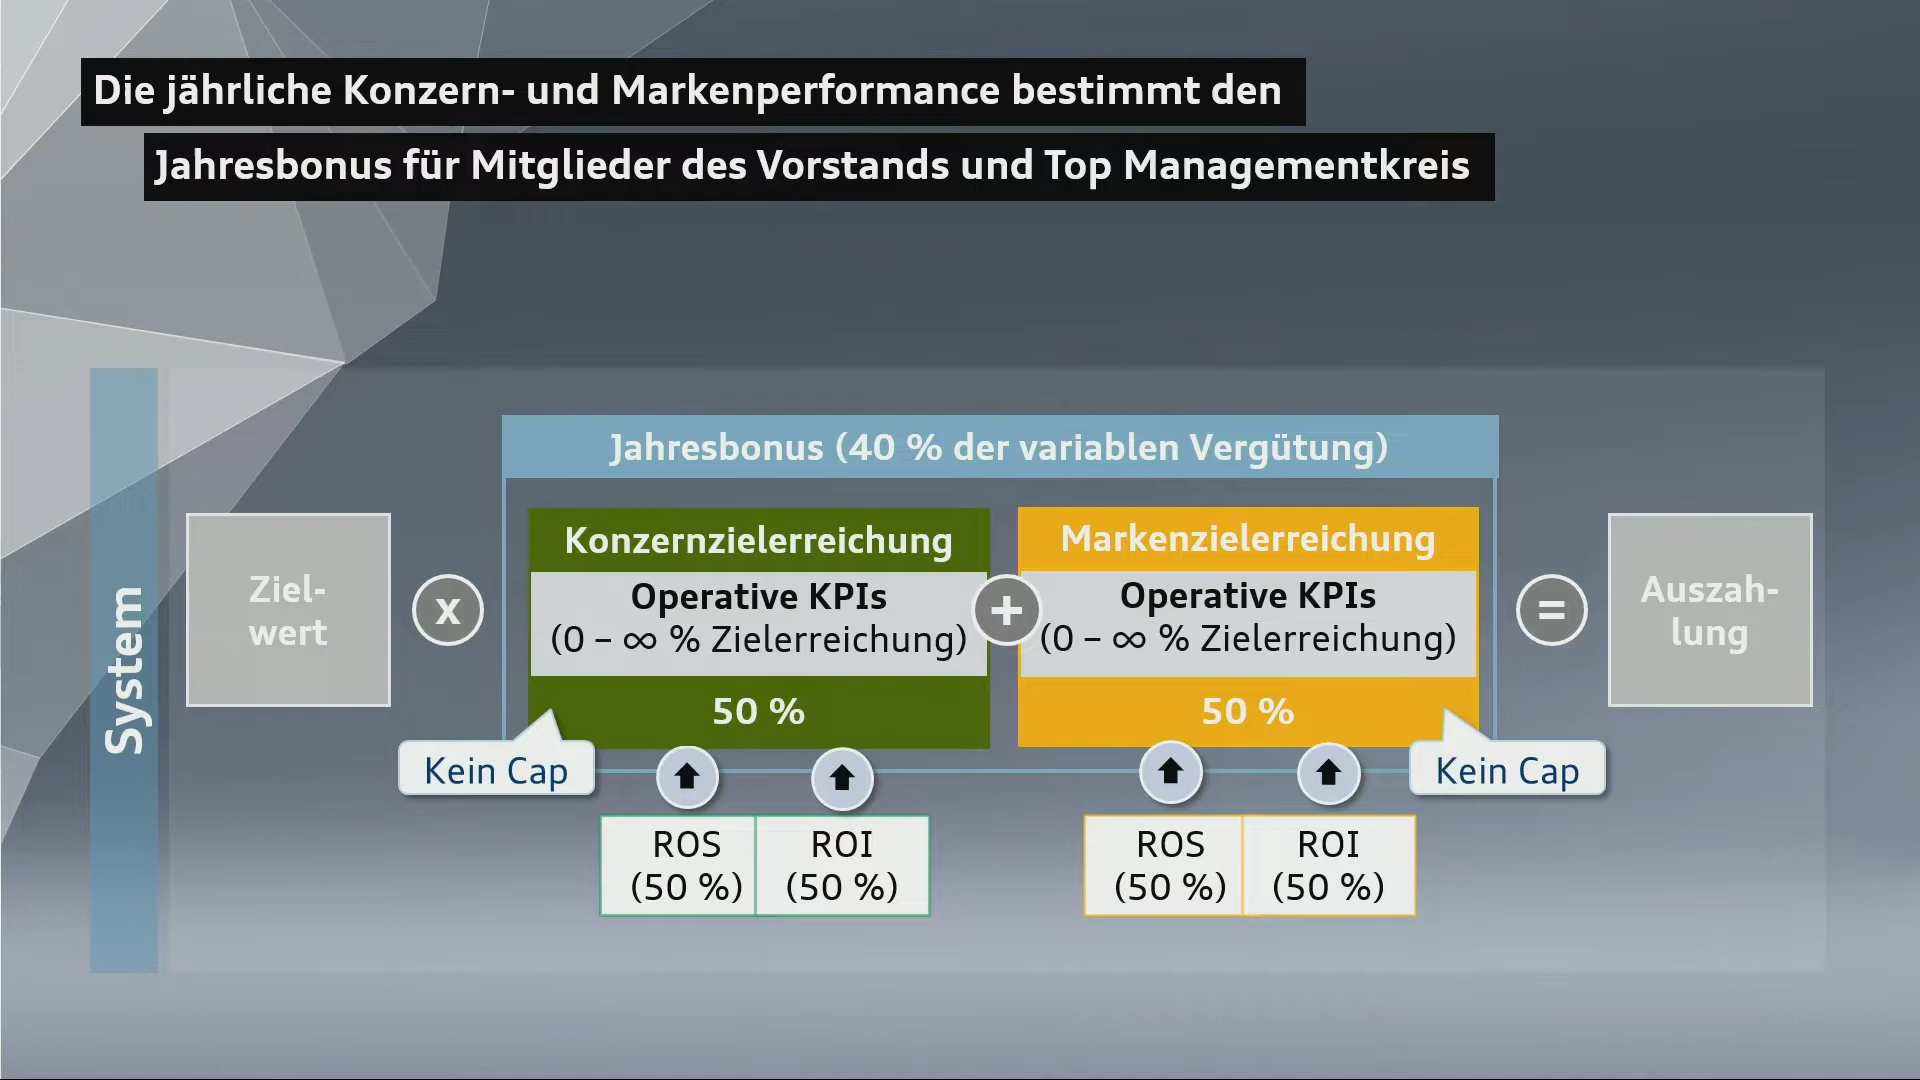 Die jährliche Konzern- und Markenperformance bestimmt den
Jahresbonus für Mitglieder des Vorstands und Top Managementkreis
System
Jahresbonus (40 % der variablen Vergütung)
Ziel-
wert
x
Konzernzielerreichung
Operative KPIs
(0 – ∞ % Zielerreichung)
50 %
Kein Cap
+
Markenzielerreichung
Operative KPIs
(0 – ∞ % Zielerreichung)
50 %
Kein Cap
=
Auszah-
lung
ROS
(50 %)
ROI
(50 %)
ROS
(50 %)
ROI
(50 %)